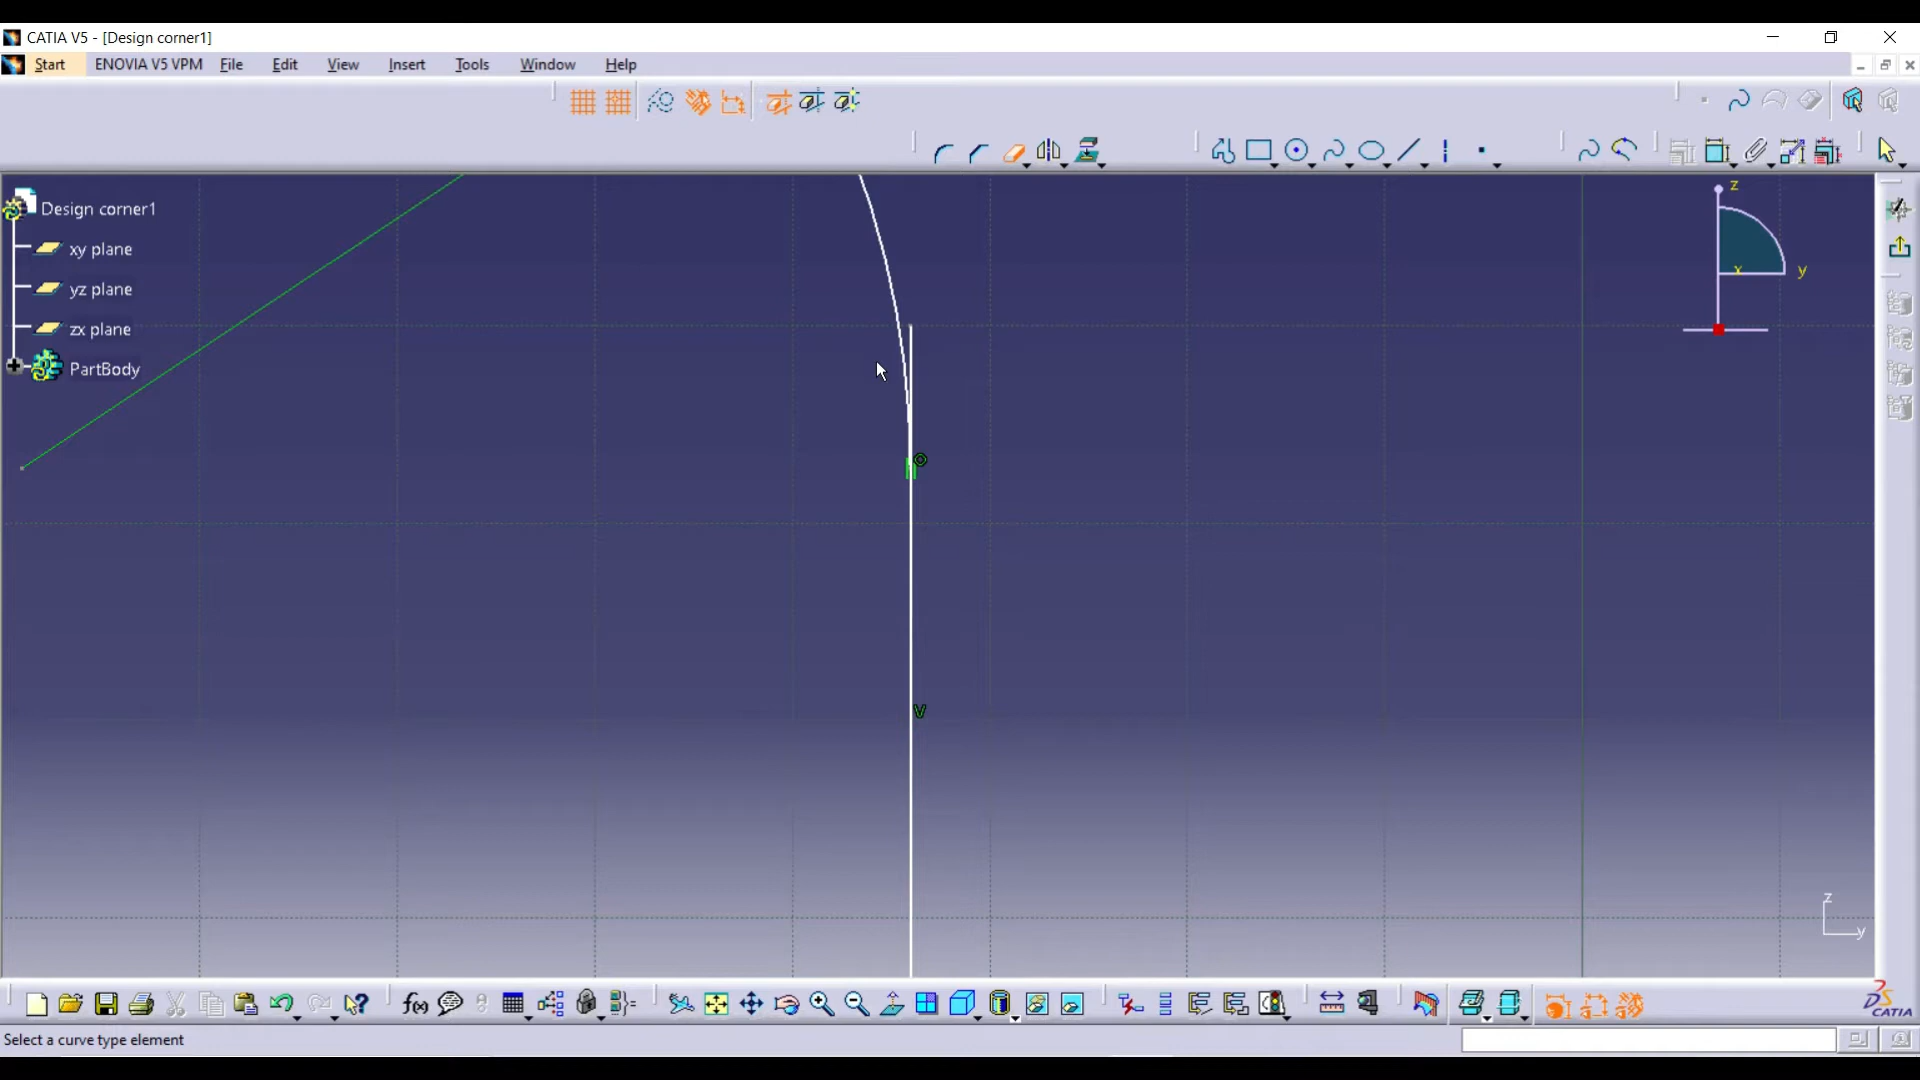 CATIA V5 - [Design corner1]
Start ENOVIA V5 VPM File Edit View Insert Tools Window Help
z
Design corner1
xy plane
x y
yz plane
zx plane
PartBody
V
z
y
f(x)
CATIA
Select a curve type element